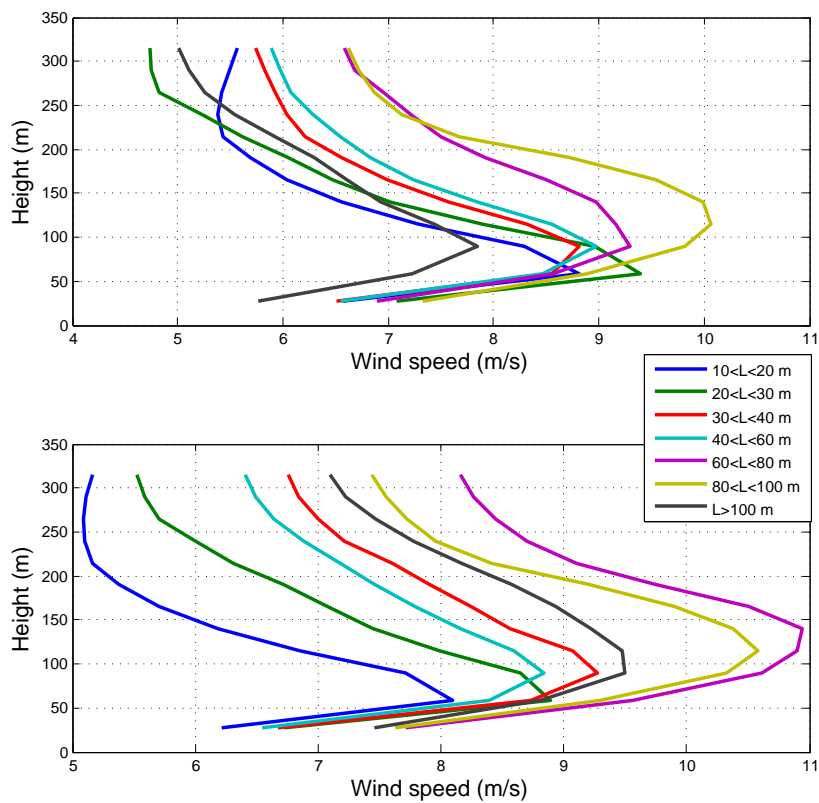 350
300
250
200
150
100
50
0
Height (m)
4 5 6 7 8 9 10 11
Wind speed (m/s)
10<L<20 m
20<L<30 m
30<L<40 m
40<L<60 m
60<L<80 m
80<L<100 m
L>100 m
350
300
250
200
150
100
50
0
Height (m)
5 6 7 8 9 10 11
Wind speed (m/s)